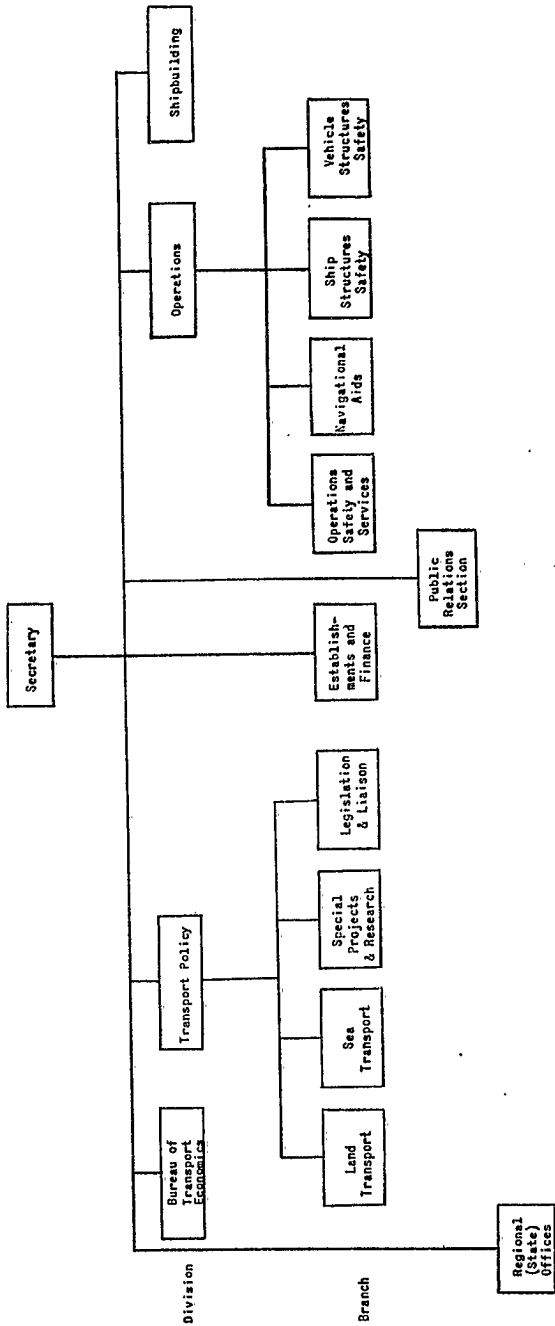 Secretary
Division
Bureau of
Transport
Economics
Transport Policy
Operations
Shipbuilding
Branch
Land
Transport
Sea
Transport
Special
Projects
& Research
Legislation
& Liaison
Establish-
ments and
Finance
Operations
Safety and
Services
Navigational
Aids
Ship
Structures
Safety
Vehicle
Structures
Safety
Public
Relations
Section
Regional
(State)
Offices